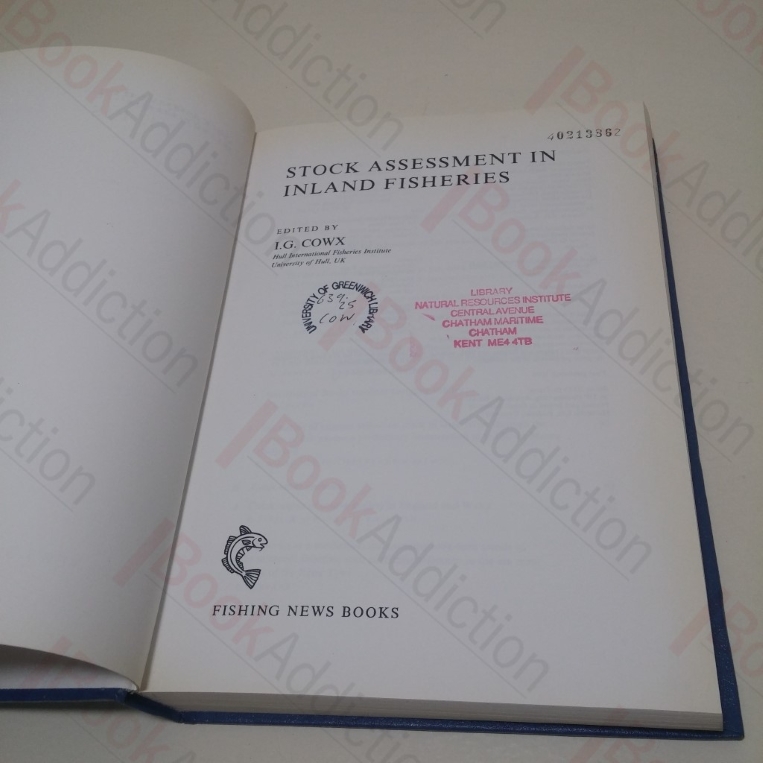 40213862
STOCK ASSESSMENT IN
INLAND FISHERIES
EDITED BY
I.G. COWX
Hull International Fisheries Institute
University of Hull, UK
UNIVERSITY OF GREENWICH LIBRARY
639.
25
COW
LIBRARY
NATURAL RESOURCES INSTITUTE
CENTRAL AVENUE
CHATHAM MARITIME
CHATHAM
KENT ME4 4TB
FISHING NEWS BOOKS
BookAddiction